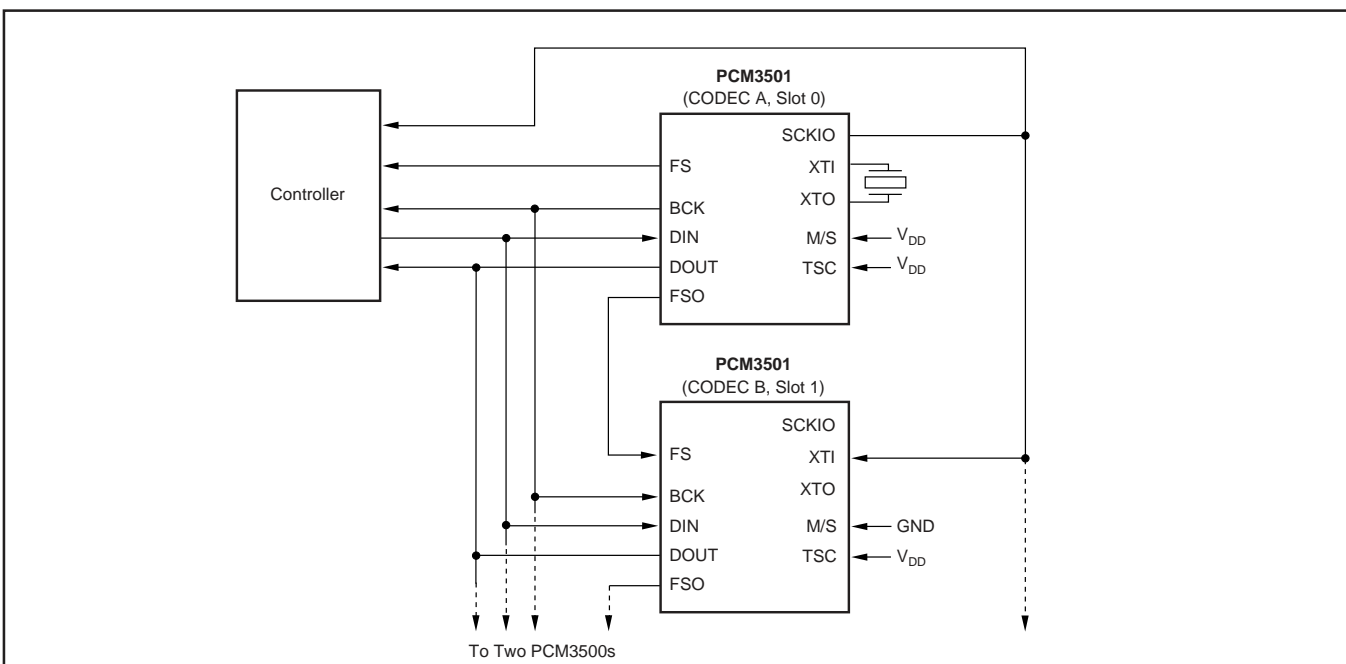 PCM3501
(CODEC A, Slot 0)
Controller
SCKIO
FS
XTI
XTO
BCK
DIN
M/S
V_DD
DOUT
TSC
V_DD
FSO
PCM3501
(CODEC B, Slot 1)
SCKIO
FS
XTI
XTO
BCK
DIN
M/S
GND
DOUT
TSC
V_DD
FSO
To Two PCM3500s